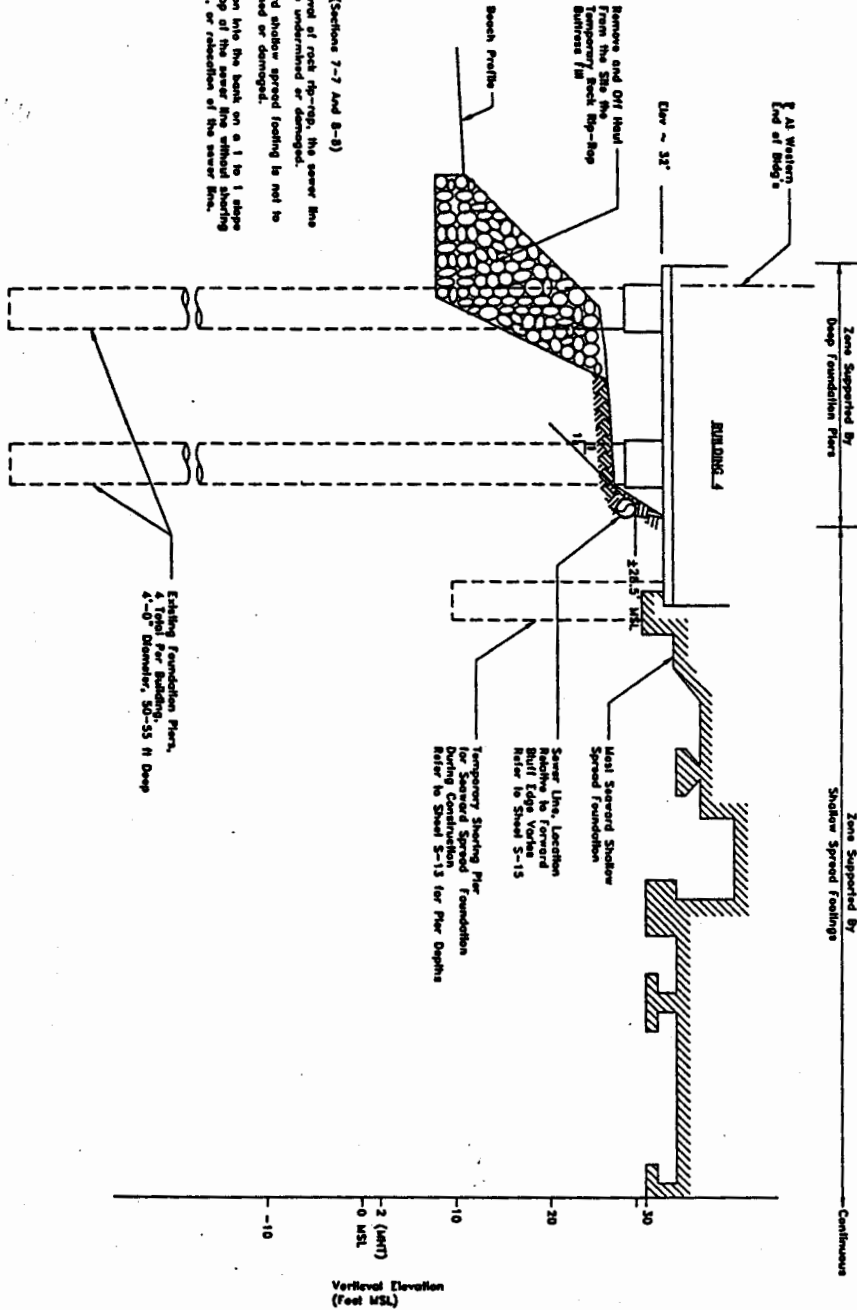 Zone Supported By
Deep Foundation Piers
Zone Supported By
Shallow Spread Footings
Continuous
At Western
End of Bldg's
Elev ~ 32'
Remove and Off Haul
From the Site the
Temporary Rock Rip-Rap
Buttress Fill
Beach Profile
BUILDING 4
1
1
±28.5' MSL
Most Seaward Shallow
Spread Foundation
Sewer Line, Location
Relative to Forward
Bluff Edge Varies
Refer to Sheet S-15
Temporary Shoring Pier
for Seaward Spread Foundation
During Construction
Refer to Sheet S-13 for Pier Depths
Existing Foundation Piers,
4 Total Per Building,
4'-0" Diameter, 50-55 ft Deep
(Sections 7-7 And 8-8)
of rock rip-rap, the sewer line
undermined or damaged.
shallow spread footing is not to
or damaged.
into the bank on a 1 to 1 slope
of the sewer line without shoring
, or relocation of the sewer line.
30
20
10
2 (MHT)
0 MSL
-10
Vertieval Elevation
(Feet MSL)